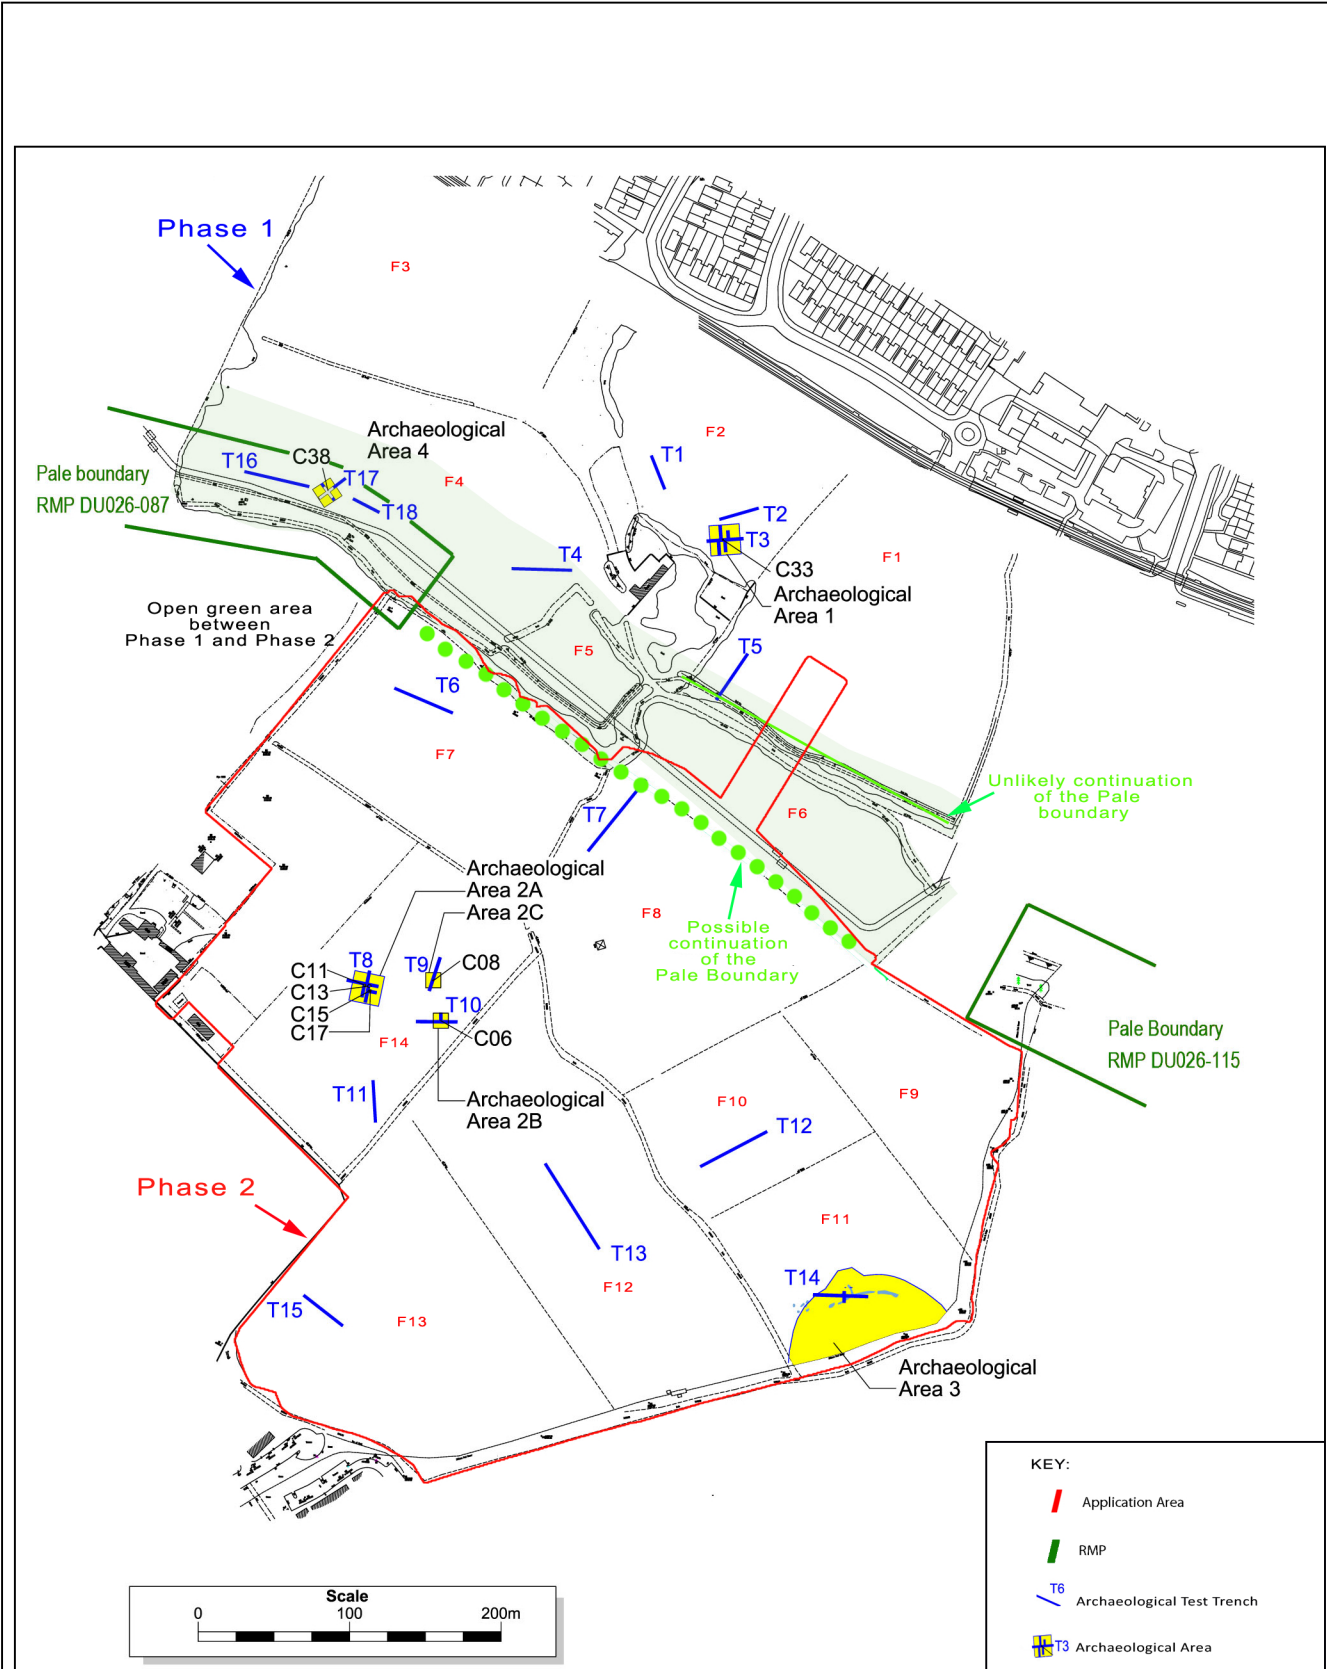 Phase 1
F3
F2
Archaeological
Area 4
T1
C38
T16
T17
F4
Pale boundary
RMP DU026-087
T18
T2
T3
T4
F1
C33
Archaeological
Area 1
Open green area
between
Phase 1 and Phase 2
F5
T5
T6
F7
Unlikely continuation
of the Pale
boundary
T7
F6
Archaeological
Area 2A
Area 2C
F8
Possible
continuation
of the
Pale Boundary
T8
T9
C08
C11
C13
C15
C17
T10
C06
F14
Pale Boundary
RMP DU026-115
T11
Archaeological
Area 2B
F10
F9
T12
Phase 2
F11
T13
F12
T14
T15
F13
Archaeological
Area 3
KEY:
Application Area
RMP
T6
Archaeological Test Trench
T3 Archaeological Area
Scale
0 100 200m